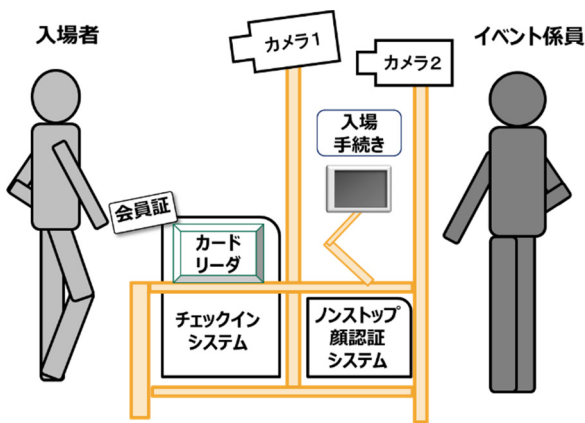 入場者
カメラ1
カメラ2
イベント係員
入場
手続き
会員証
カード
リーダ
チェックイン
システム
ノンストップ
顔認証
システム